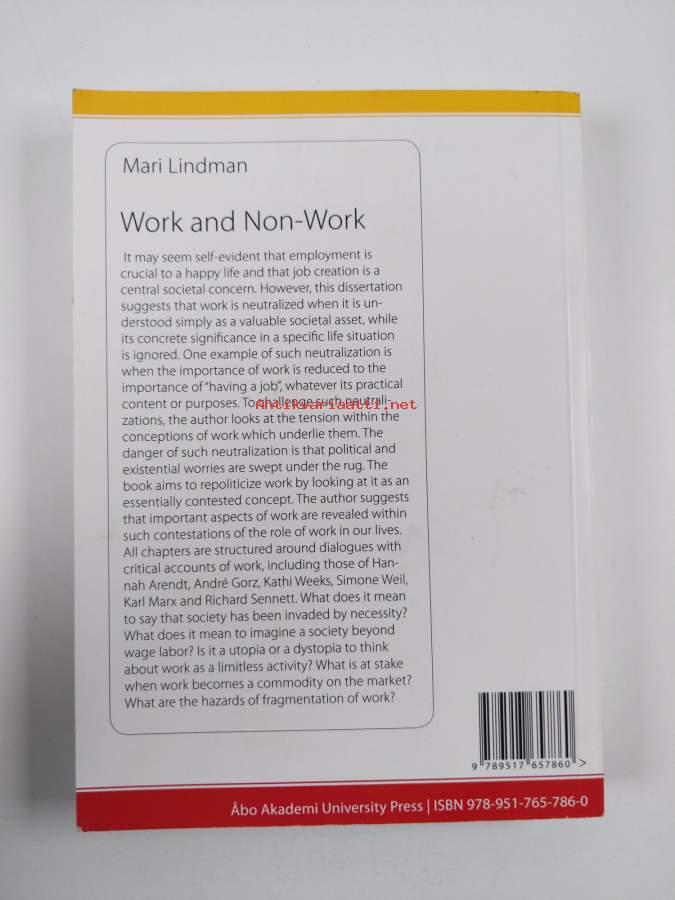 Mari Lindman
Work and Non-Work
It may seem self-evident that employment is
crucial to a happy life and that job creation is a
central societal concern. However, this dissertation
suggests that work is neutralized when it is un-
derstood simply as a valuable societal asset, while
its concrete significance in a specific life situation
is ignored. One example of such neutralization is
when the importance of work is reduced to the
importance of “having a job”, whatever its practical
content or purposes. To challenge such neutrali-
Antikvariaatti.net
zations, the author looks at the tension within the
conceptions of work which underlie them. The
danger of such neutralization is that political and
existential worries are swept under the rug. The
book aims to repoliticize work by looking at it as an
essentially contested concept. The author suggests
that important aspects of work are revealed within
such contestations of the role of work in our lives.
All chapters are structured around dialogues with
critical accounts of work, including those of Han-
nah Arendt, André Gorz, Kathi Weeks, Simone Weil,
Karl Marx and Richard Sennett. What does it mean
to say that society has been invaded by necessity?
What does it mean to imagine a society beyond
wage labor? Is it a utopia or a dystopia to think
about work as a limitless activity? What is at stake
when work becomes a commodity on the market?
What are the hazards of fragmentation of work?
9 789517 657860 >
Åbo Akademi University Press | ISBN 978-951-765-786-0